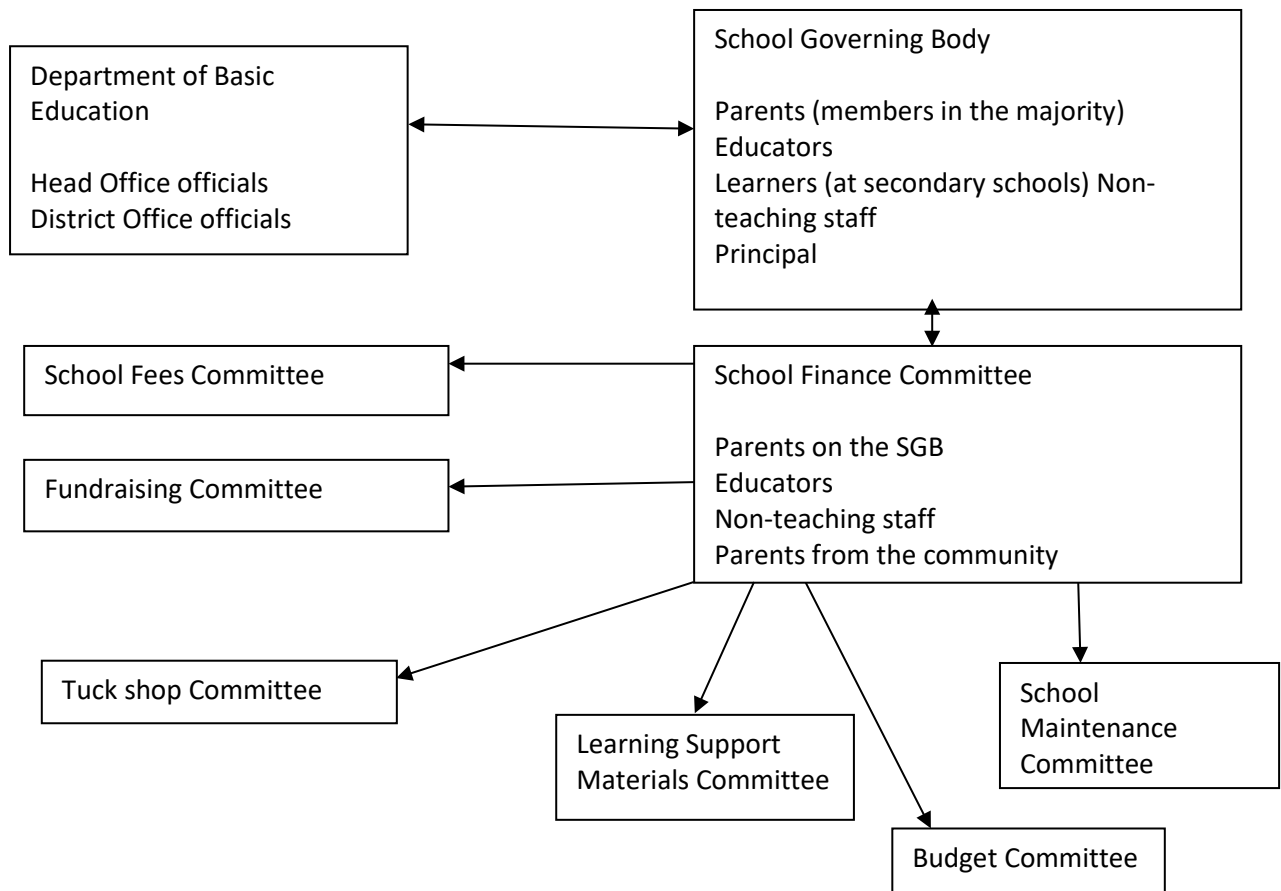 Department of Basic
Education
Head Office officials
District Office officials
School Governing Body
Parents (members in the majority)
Educators
Learners (at secondary schools) Non-
teaching staff
Principal
School Fees Committee
Fundraising Committee
School Finance Committee
Parents on the SGB
Educators
Non-teaching staff
Parents from the community
Tuck shop Committee
Learning Support
Materials Committee
Budget Committee
School
Maintenance
Committee